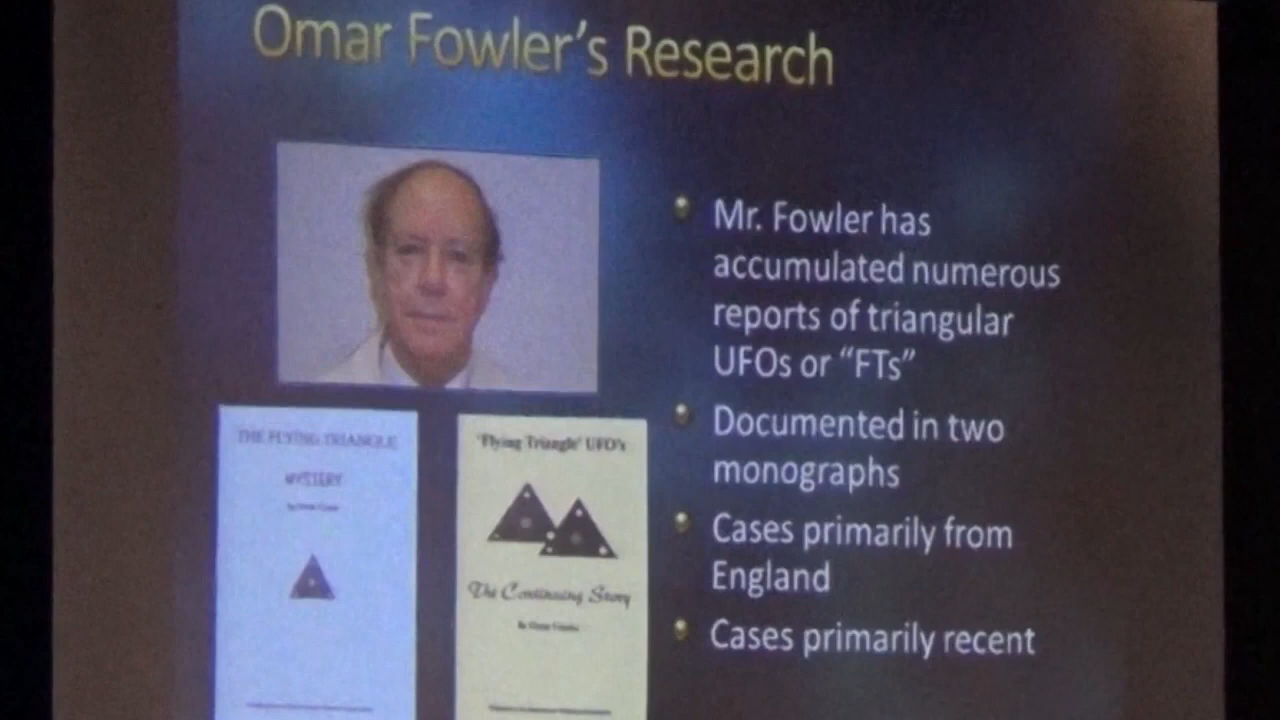 Omar Fowler's Research
Mr. Fowler has
accumulated numerous
reports of triangular
UFOs or “FTs”
Documented in two
monographs
Cases primarily from
England
Cases primarily recent
THE FLYING TRIANGLE
MYSTERY
'Flying Triangle' UFO's
The Continuing Story